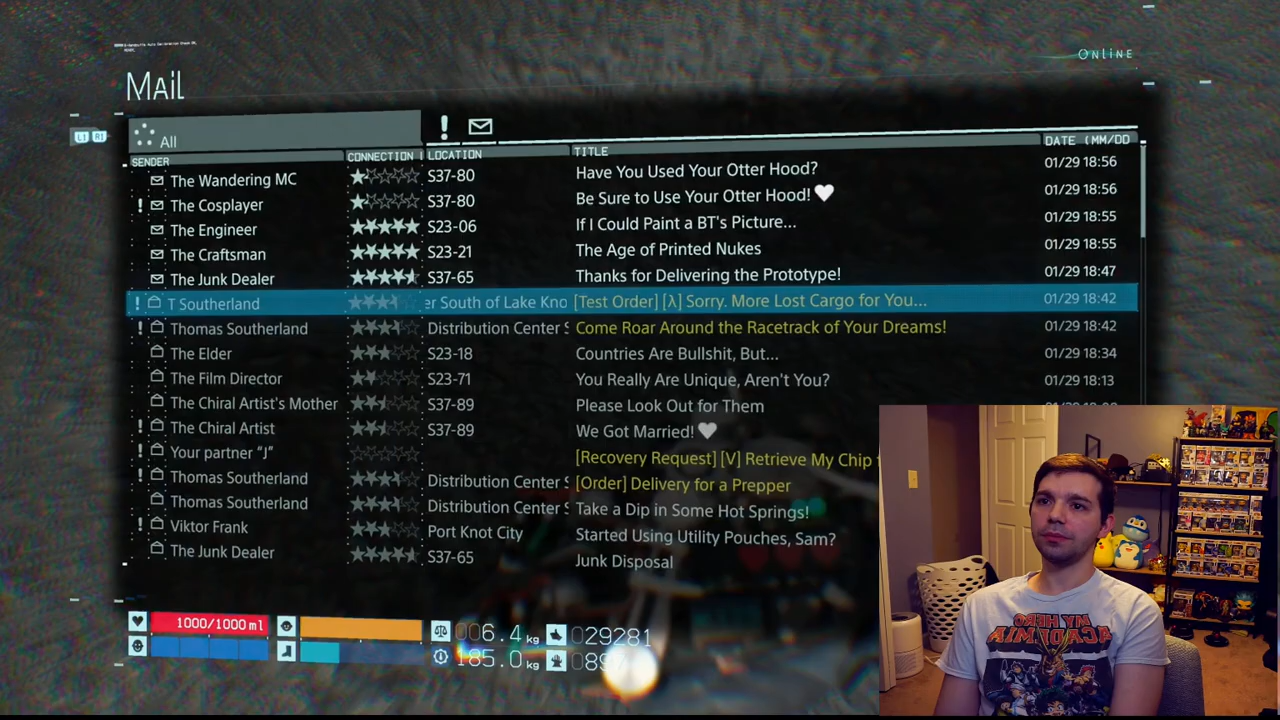 ONLINE
MAIL
L1 R1
All
SENDER CONNECTION LOCATION TITLE DATE (MM/DD
The Wandering MC S37-80 Have You Used Your Otter Hood? 01/29 18:56
! The Cosplayer S37-80 Be Sure to Use Your Otter Hood! 01/29 18:56
The Engineer S23-06 If I Could Paint a BT's Picture... 01/29 18:55
The Craftsman S23-21 The Age of Printed Nukes 01/29 18:55
The Junk Dealer S37-65 Thanks for Delivering the Prototype! 01/29 18:47
! T Southerland er South of Lake Kno [Test Order] [λ] Sorry. More Lost Cargo for You... 01/29 18:42
! Thomas Southerland Distribution Center S Come Roar Around the Racetrack of Your Dreams! 01/29 18:42
The Elder S23-18 Countries Are Bullshit, But... 01/29 18:34
The Film Director S23-71 You Really Are Unique, Aren't You? 01/29 18:13
The Chiral Artist's Mother S37-89 Please Look Out for Them
! The Chiral Artist S37-89 We Got Married!
! Your partner “J” [Recovery Request] [V] Retrieve My Chip
! Thomas Southerland Distribution Center S [Order] Delivery for a Prepper
Thomas Southerland Distribution Center S Take a Dip in Some Hot Springs!
! Viktor Frank Port Knot City Started Using Utility Pouches, Sam?
The Junk Dealer S37-65 Junk Disposal
1000/1000 ml 006.4 kg 029281
185.0 kg
MY HERO
ACADEMIA